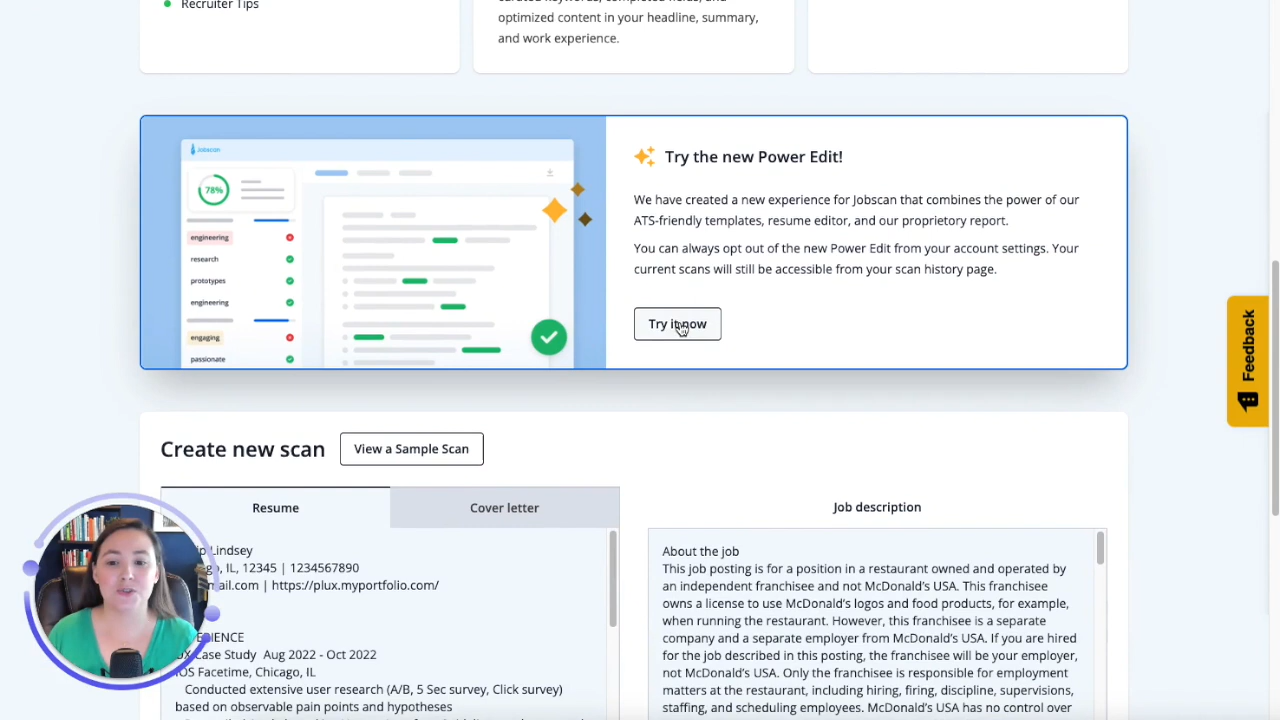 Recruiter Tips
optimized content in your headline, summary,
and work experience.
Jobscan
78%
engineering
research
prototypes
engineering
engaging
passionate
Try the new Power Edit!
We have created a new experience for Jobscan that combines the power of our
ATS-friendly templates, resume editor, and our proprietory report.
You can always opt out of the new Power Edit from your account settings. Your
current scans will still be accessible from your scan history page.
Try it now
Feedback
Create new scan
View a Sample Scan
Resume
Cover letter
Lindsey
IL, 12345 | 1234567890
https://plux.myportfolio.com/
Case Study Aug 2022 - Oct 2022
iOS Facetime, Chicago, IL
Conducted extensive user research (A/B, 5 Sec survey, Click survey)
based on observable pain points and hypotheses
Job description
About the job
This job posting is for a position in a restaurant owned and operated by
an independent franchisee and not McDonald's USA. This franchisee
owns a license to use McDonald's logos and food products, for example,
when running the restaurant. However, this franchisee is a separate
company and a separate employer from McDonald's USA. If you are hired
for the job described in this posting, the franchisee will be your employer,
not McDonald's USA. Only the franchisee is responsible for employment
matters at the restaurant, including hiring, firing, discipline, supervisions,
staffing, and scheduling employees. McDonald's USA has no control over